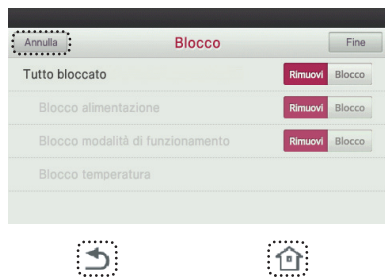 Annulla Blocco Fine
Tutto bloccato Rimuovi Blocco
Blocco alimentazione Rimuovi Blocco
Blocco modalità di funzionamento Rimuovi Blocco
Blocco temperatura